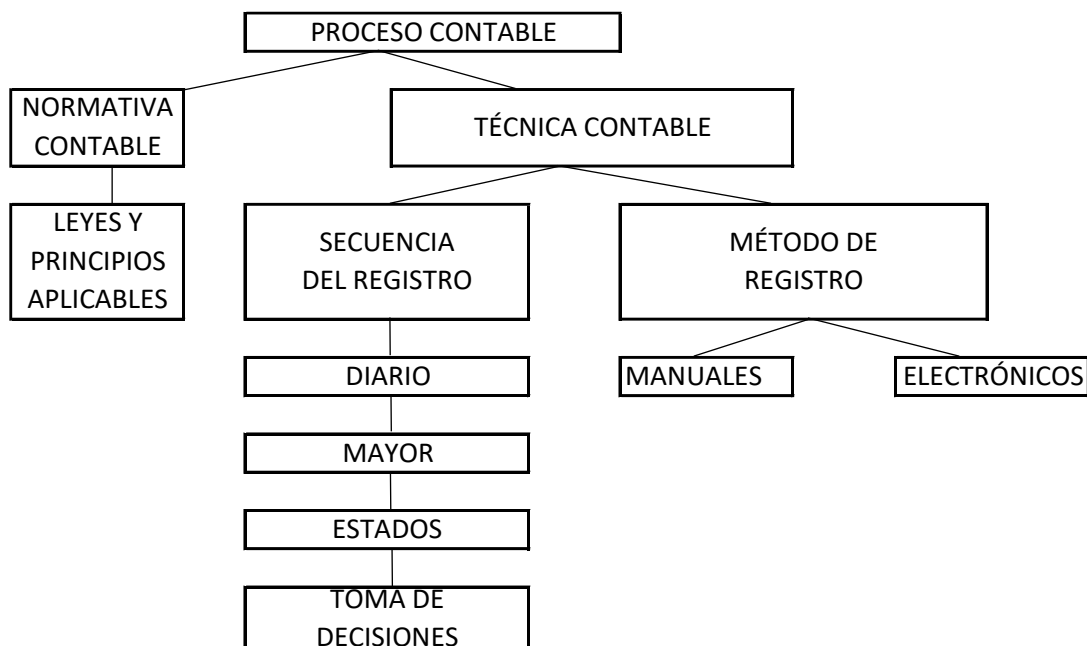 PROCESO CONTABLE
NORMATIVA
CONTABLE
TÉCNICA CONTABLE
LEYES Y
PRINCIPIOS
APLICABLES
SECUENCIA
DEL REGISTRO
MÉTODO DE
REGISTRO
DIARIO
MANUALES
ELECTRÓNICOS
MAYOR
ESTADOS
TOMA DE
DECISIONES